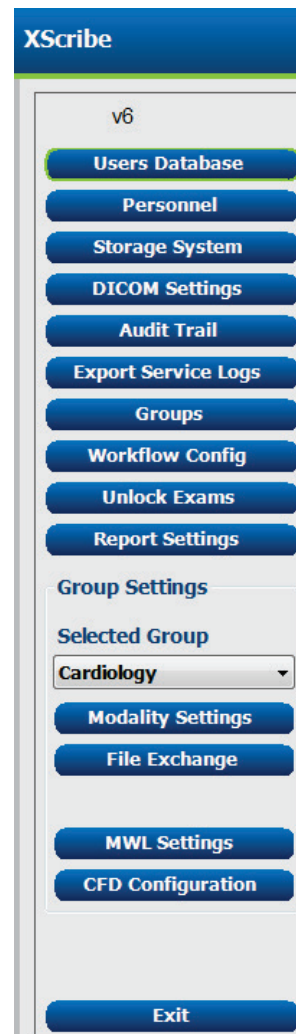 XScribe
v6
Users Database
Personnel
Storage System
DICOM Settings
Audit Trail
Export Service Logs
Groups
Workflow Config
Unlock Exams
Report Settings
Group Settings
Selected Group
Cardiology
Modality Settings
File Exchange
MWL Settings
CFD Configuration
Exit